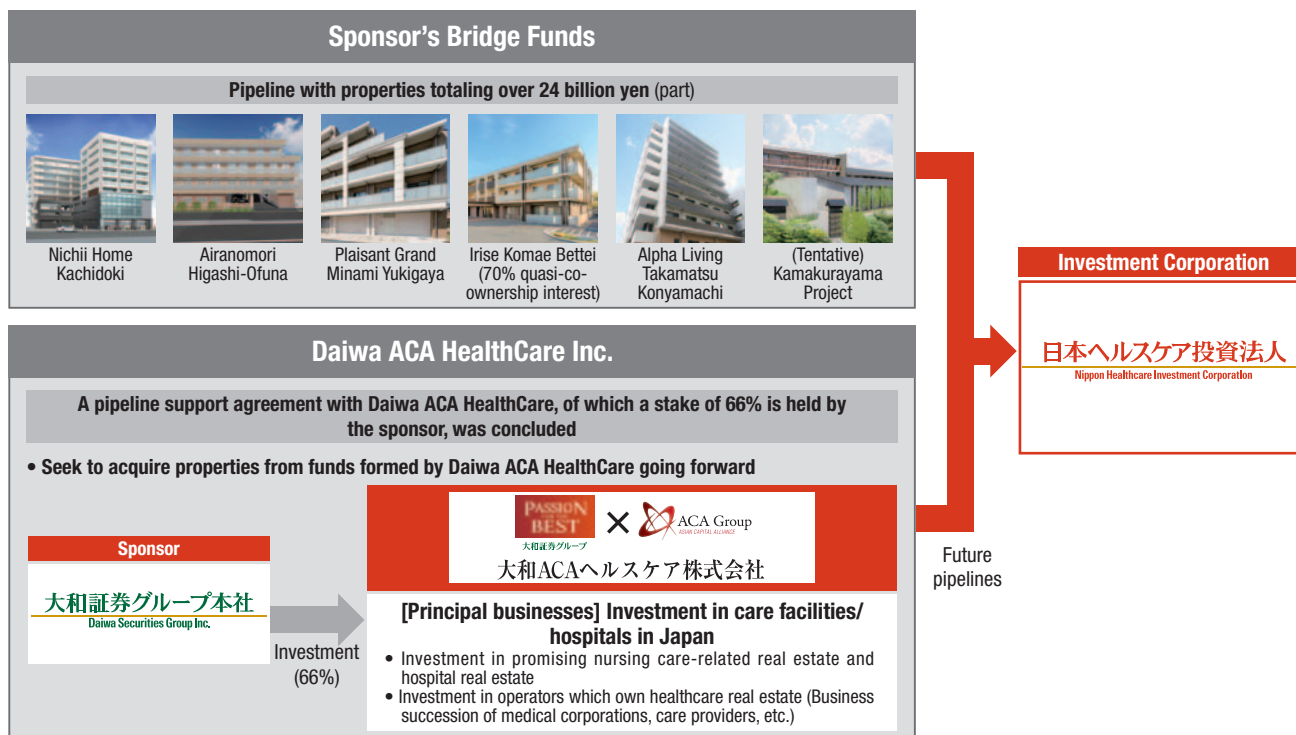 Sponsor's Bridge Funds
Pipeline with properties totaling over 24 billion yen (part)
Nichii Home
Kachidoki
Airanomori
Higashi-Ofuna
Plaisant Grand
Minami Yukigaya
Irise Komae Bettei
(70% quasi-co-
ownership interest)
Alpha Living
Takamatsu
Konyamachi
(Tentative)
Kamakurayama
Project
Daiwa ACA HealthCare Inc.
A pipeline support agreement with Daiwa ACA HealthCare, of which a stake of 66% is held by
the sponsor, was concluded
• Seek to acquire properties from funds formed by Daiwa ACA HealthCare going forward
Sponsor
大和証券グループ本社
Daiwa Securities Group Inc.
Investment
(66%)
PASSION
BEST
大和証券グループ
×
ACA Group
ASIAN CAPITAL ALLIANCE
大和ACAヘルスケア株式会社
[Principal businesses] Investment in care facilities/
hospitals in Japan
• Investment in promising nursing care-related real estate and
hospital real estate
• Investment in operators which own healthcare real estate (Business
succession of medical corporations, care providers, etc.)
Future
pipelines
Investment Corporation
日本ヘルスケア投資法人
Nippon Healthcare Investment Corporation